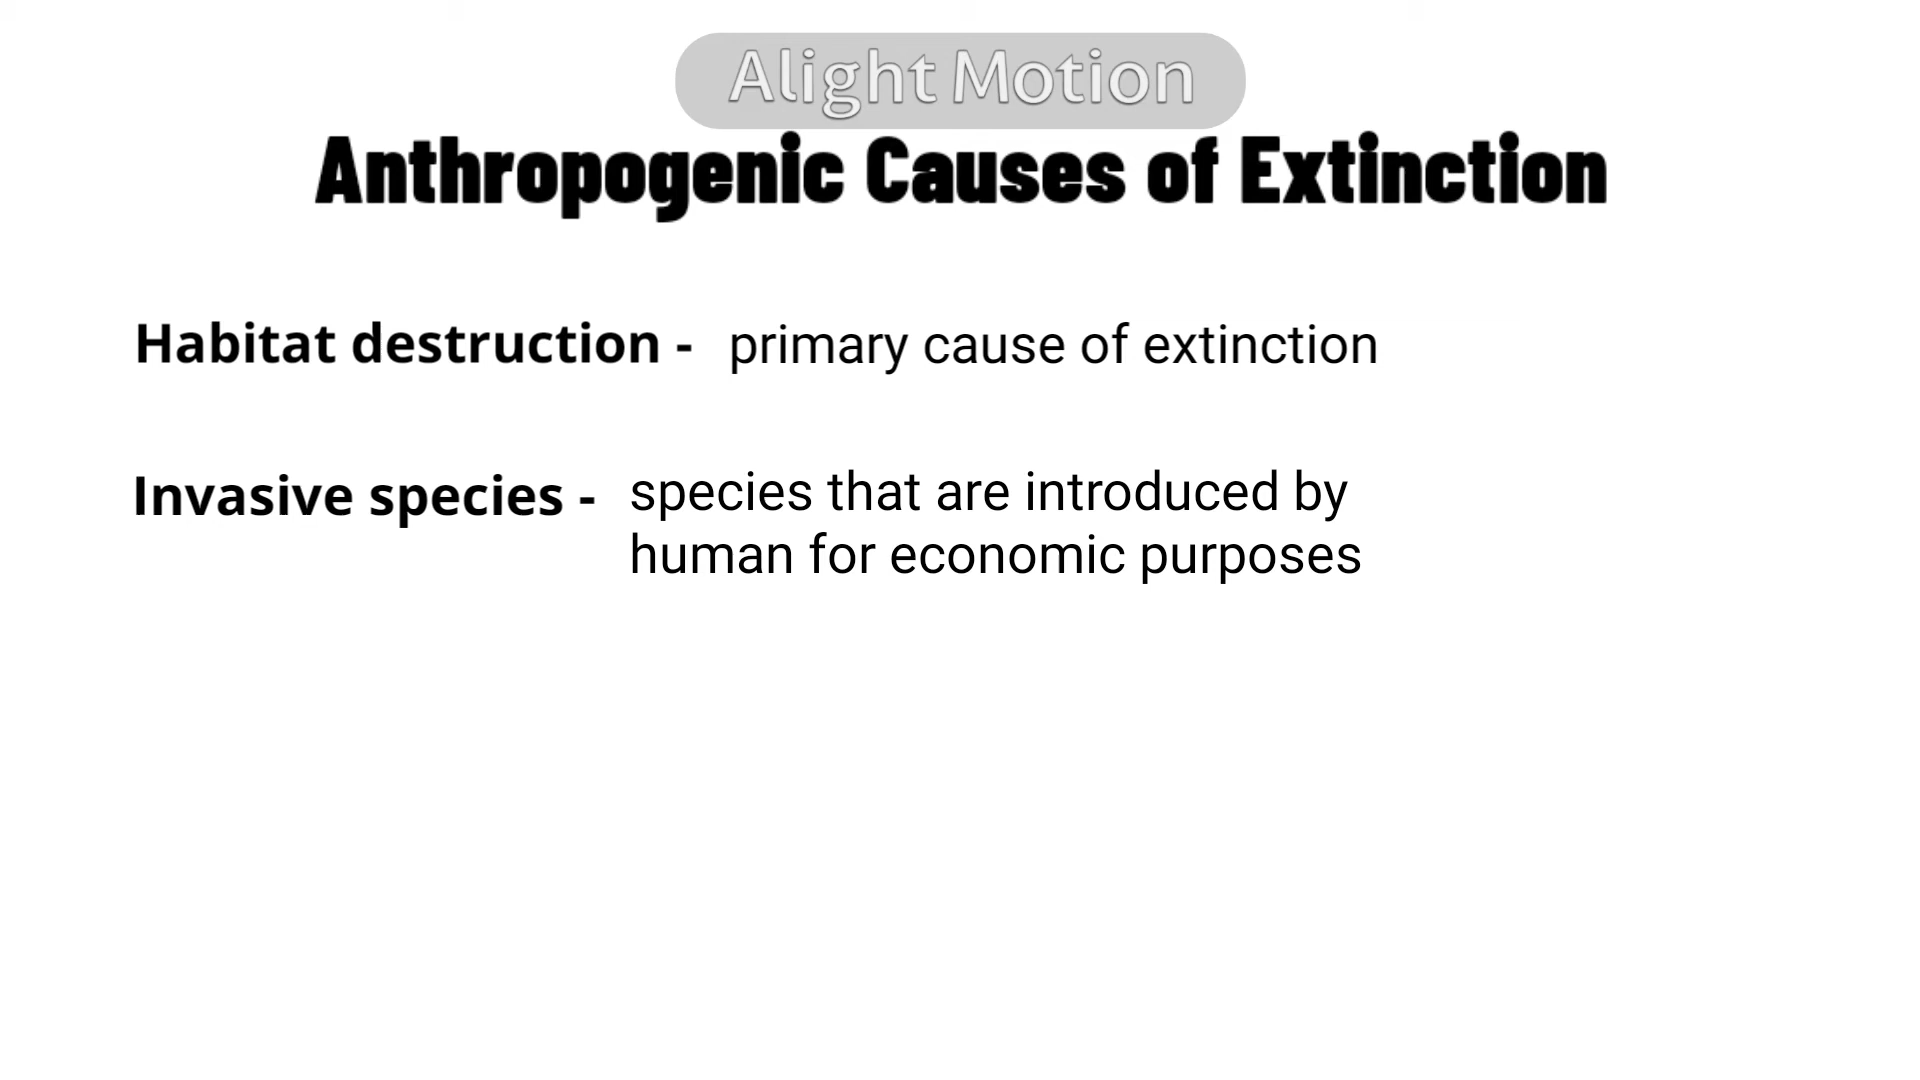 Alight Motion
Anthropogenic Causes of Extinction
Habitat destruction - primary cause of extinction
Invasive species - species that are introduced by
human for economic purposes